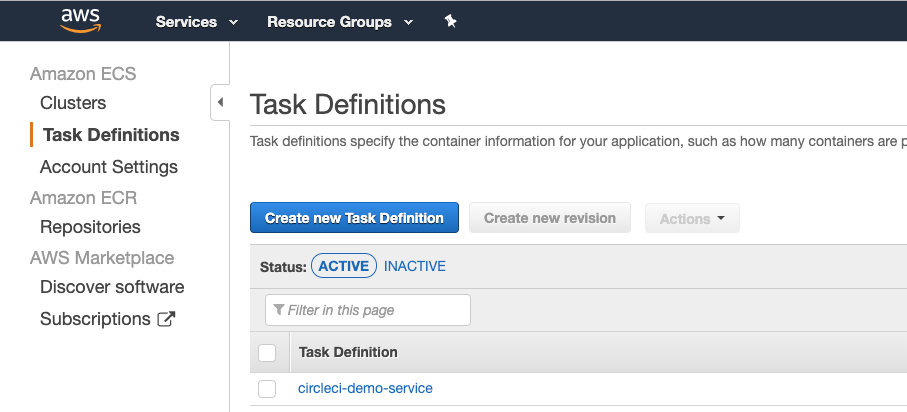 aws Services Resource Groups
Amazon ECS
Clusters
Task Definitions
Account Settings
Amazon ECR
Repositories
AWS Marketplace
Discover software
Subscriptions
Task Definitions
Task definitions specify the container information for your application, such as how many containers are p
Create new Task Definition Create new revision Actions
Status: ACTIVE INACTIVE
Filter in this page
Task Definition
circleci-demo-service